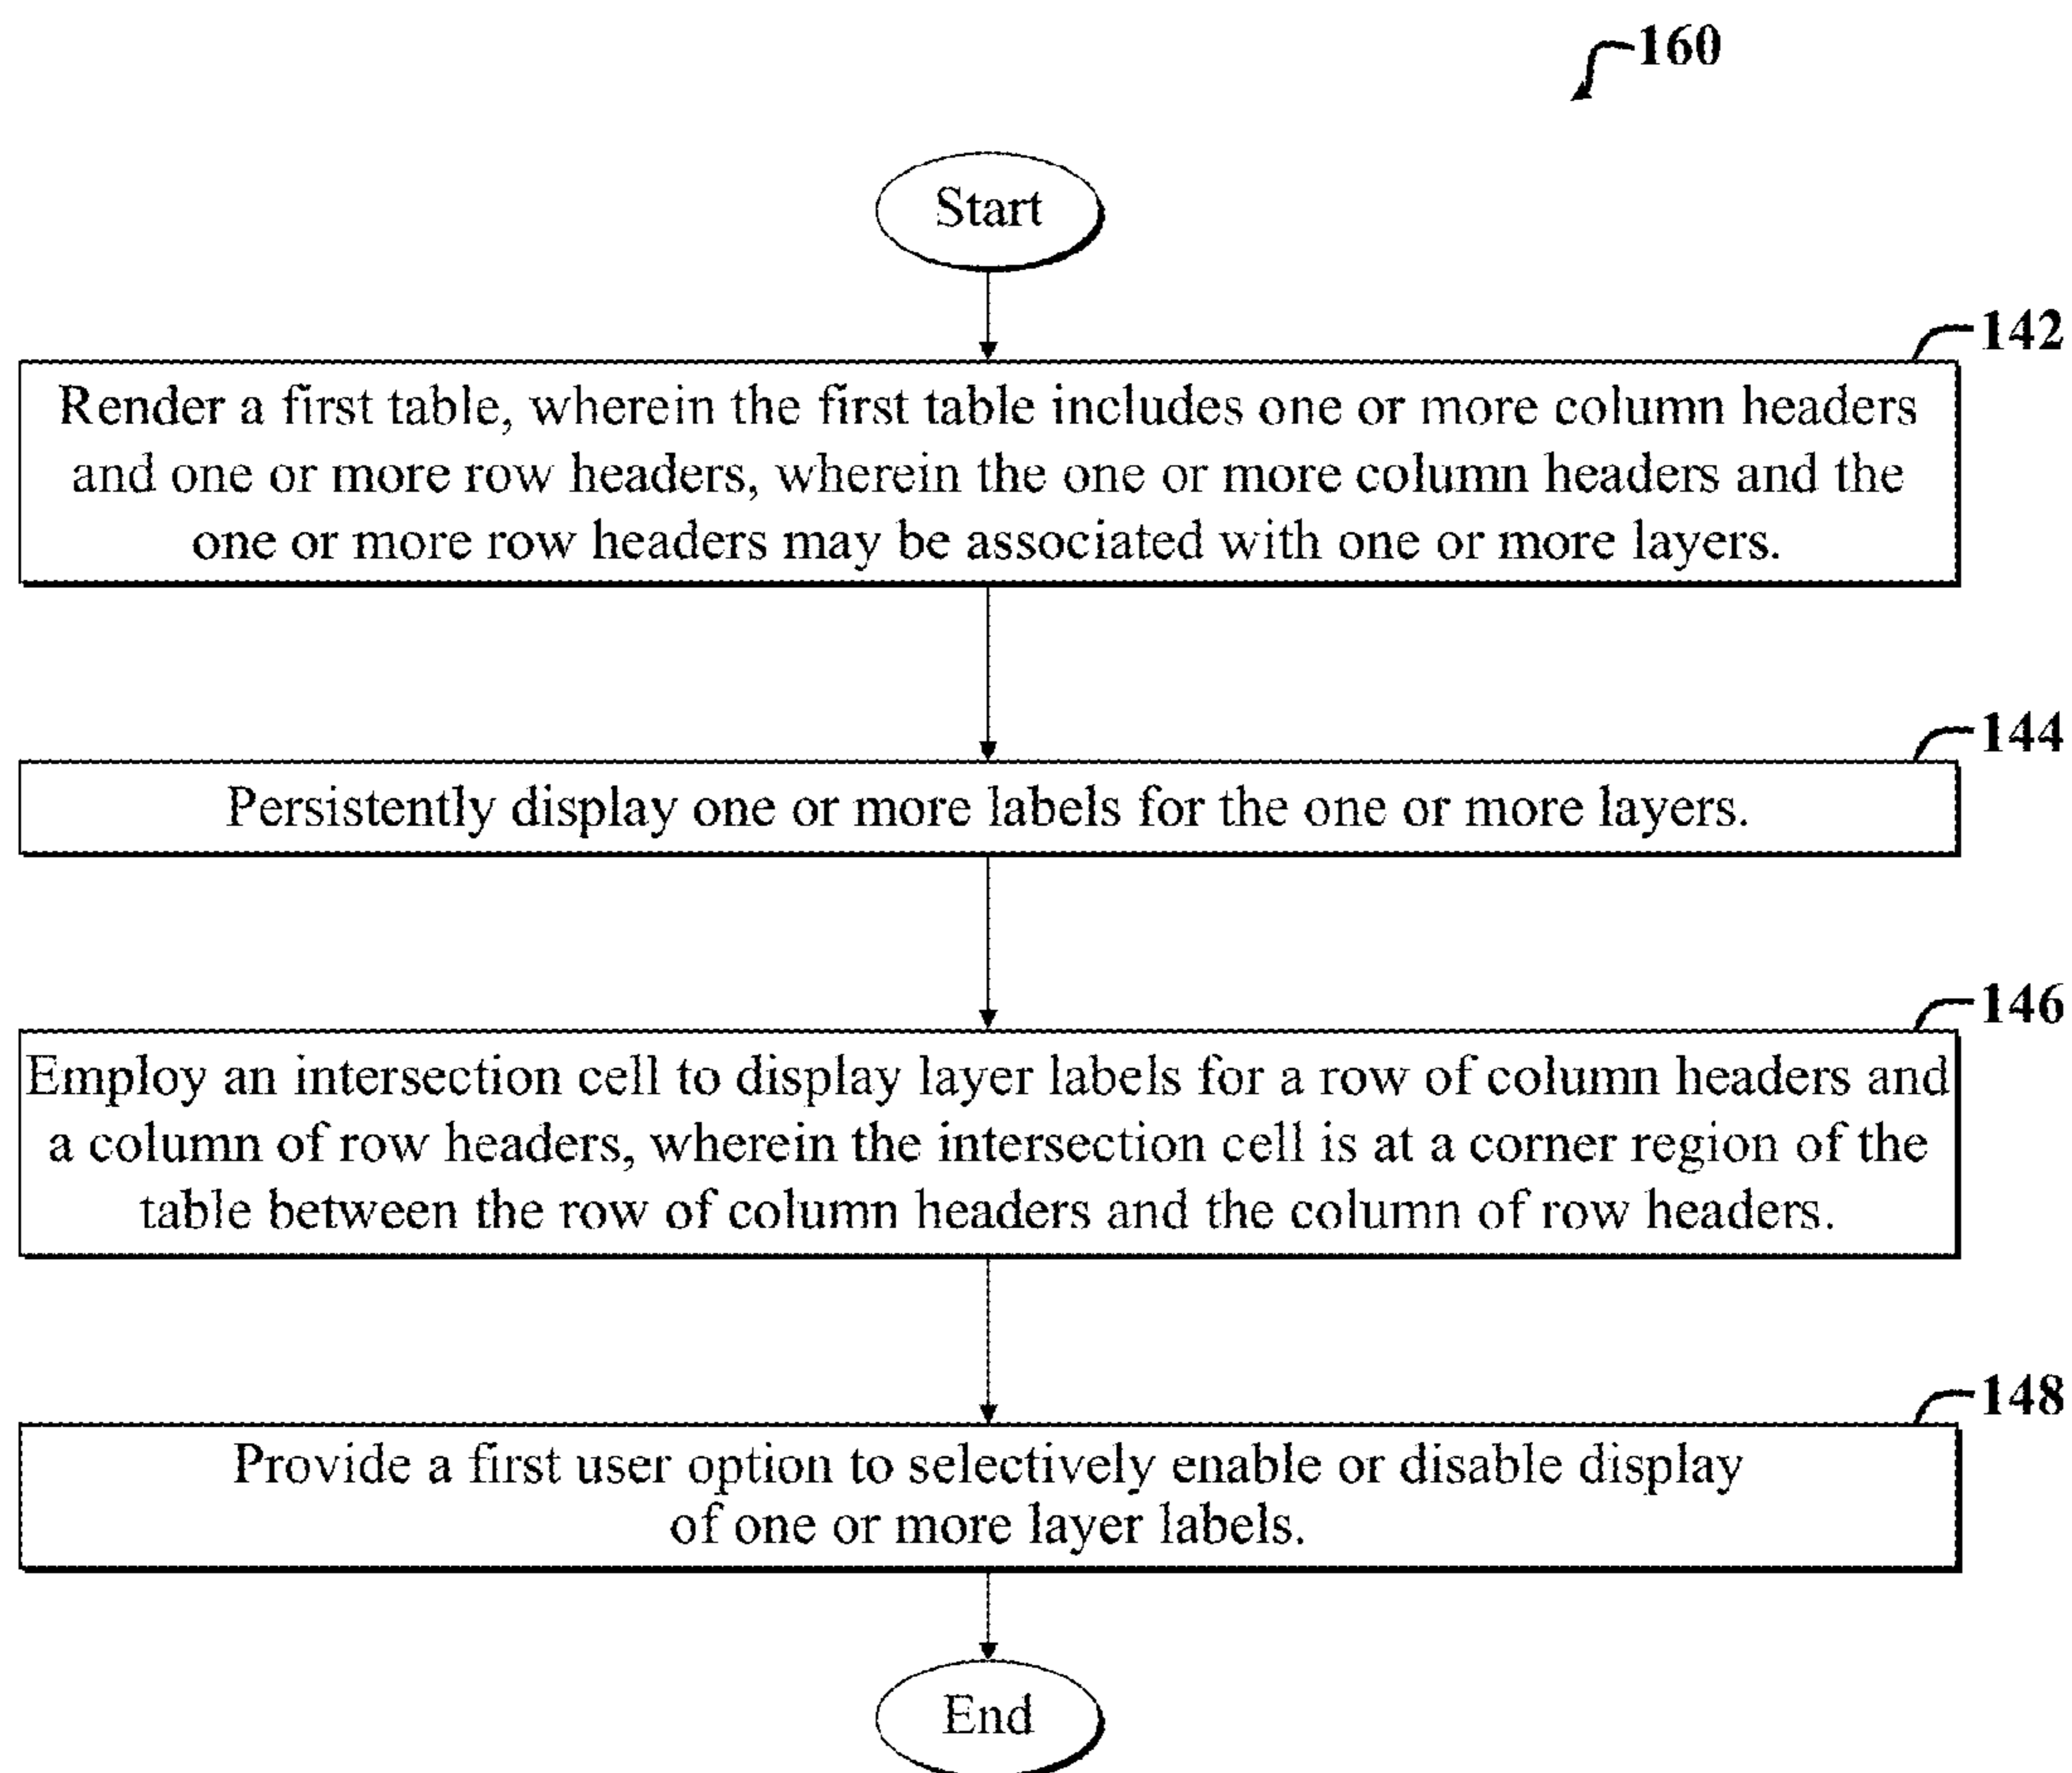 160
Start
142
Render a first table, wherein the first table includes one or more column headers
and one or more row headers, wherein the one or more column headers and the
one or more row headers may be associated with one or more layers.
144
Persistently display one or more labels for the one or more layers.
146
Employ an intersection cell to display layer labels for a row of column headers and
a column of row headers, wherein the intersection cell is at a corner region of the
table between the row of column headers and the column of row headers.
148
Provide a first user option to selectively enable or disable display
of one or more layer labels.
End